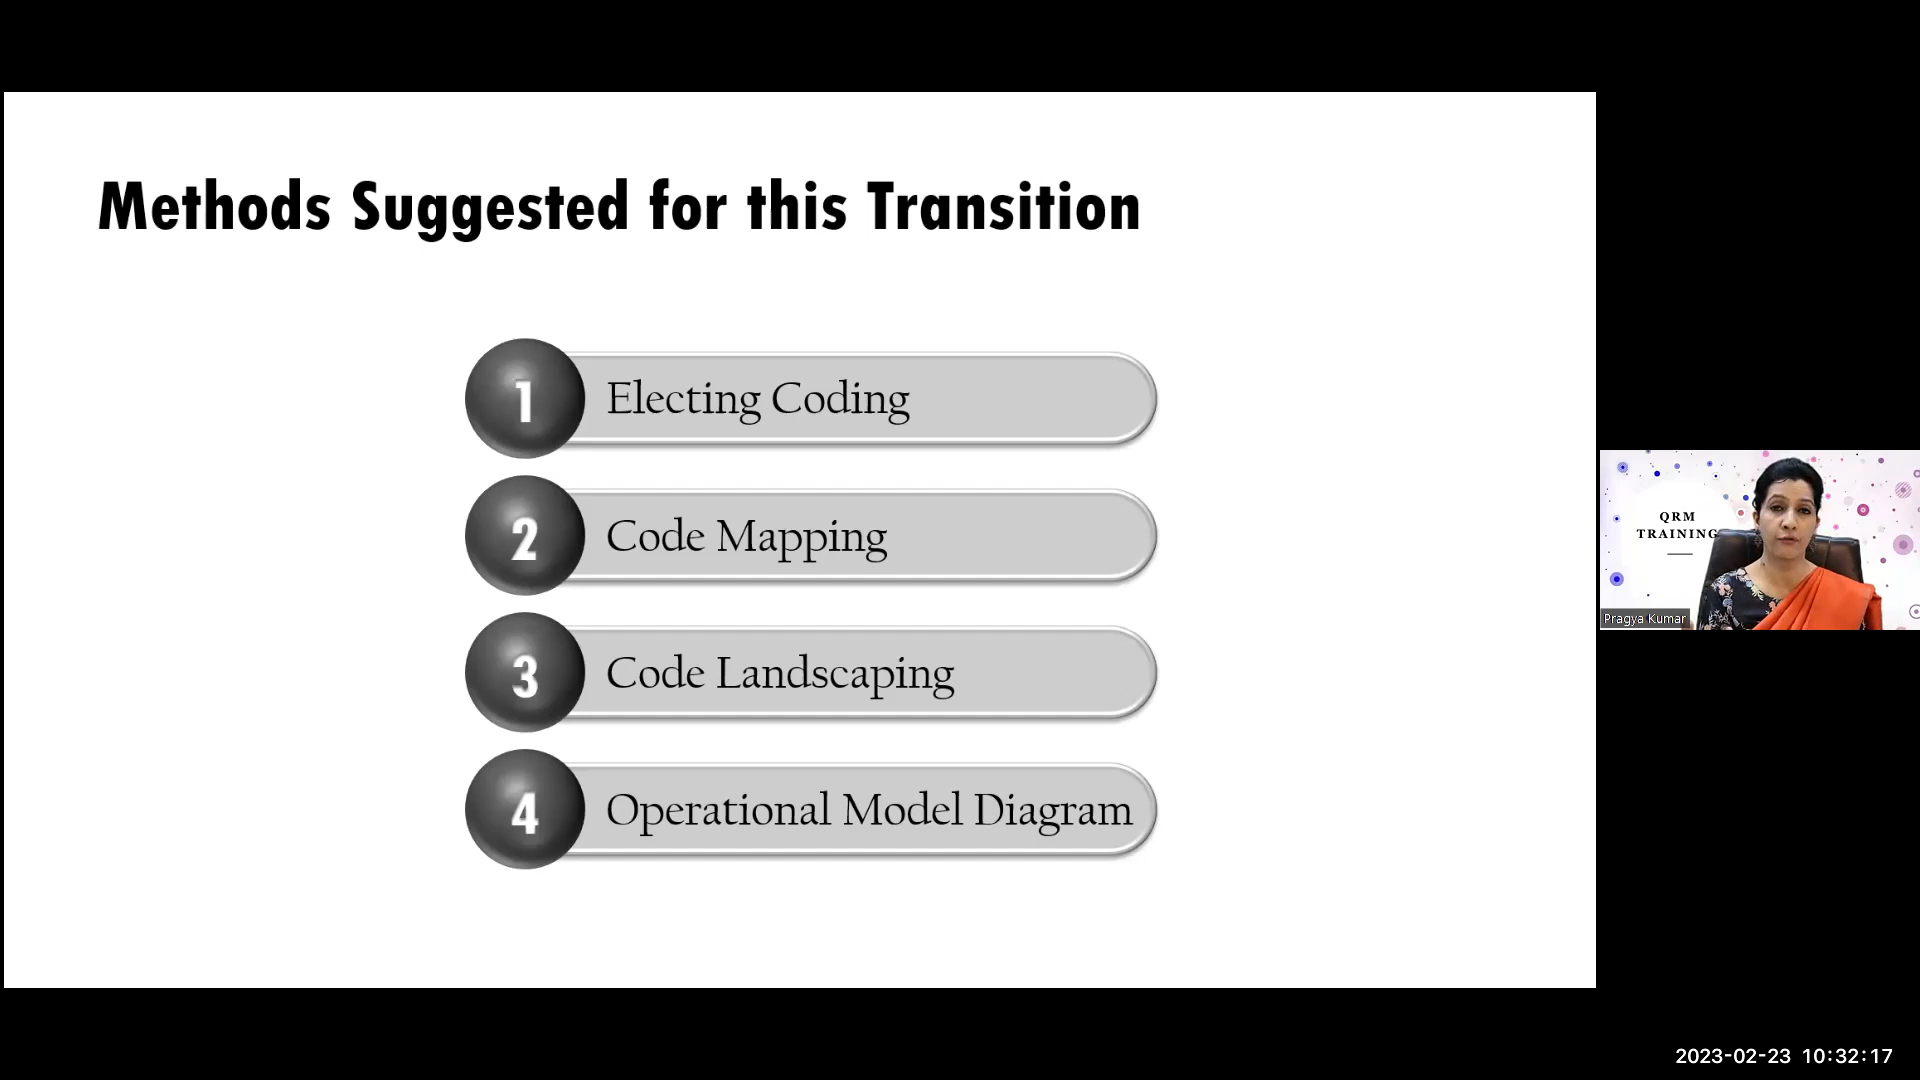 Methods Suggested for this Transition
1 Electing Coding
2 Code Mapping
3 Code Landscaping
4 Operational Model Diagram
QRM
TRAINING
Pragya Kumar
2023-02-23 10:32:17